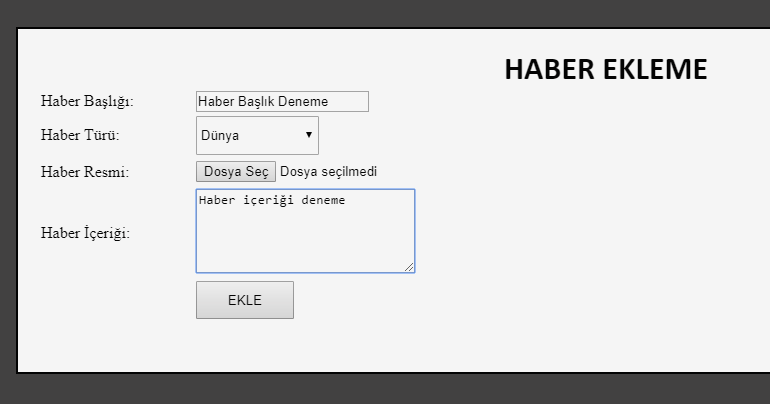 HABER EKLEME
Haber Başlığı: Haber Başlık Deneme
Haber Türü: Dünya
Haber Resmi: Dosya Seç Dosya seçilmedi
Haber İçeriği: Haber içeriği deneme
EKLE